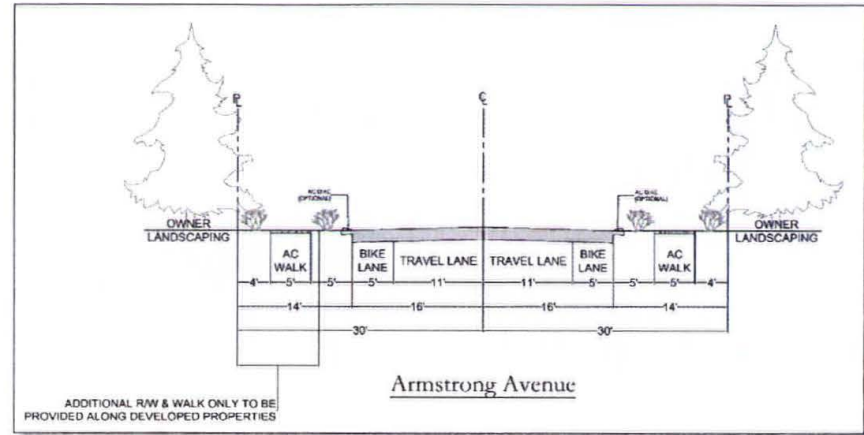 ℄
OWNER
LANDSCAPING
(OPTIONAL)
(OPTIONAL)
OWNER
LANDSCAPING
AC
WALK
BIKE
LANE
TRAVEL LANE
TRAVEL LANE
BIKE
LANE
AC
WALK
4' 5' 5' 5' 11' 11' 5' 5' 5' 4'
14' 16' 16' 14'
30' 30'
Armstrong Avenue
ADDITIONAL R/W & WALK ONLY TO BE
PROVIDED ALONG DEVELOPED PROPERTIES